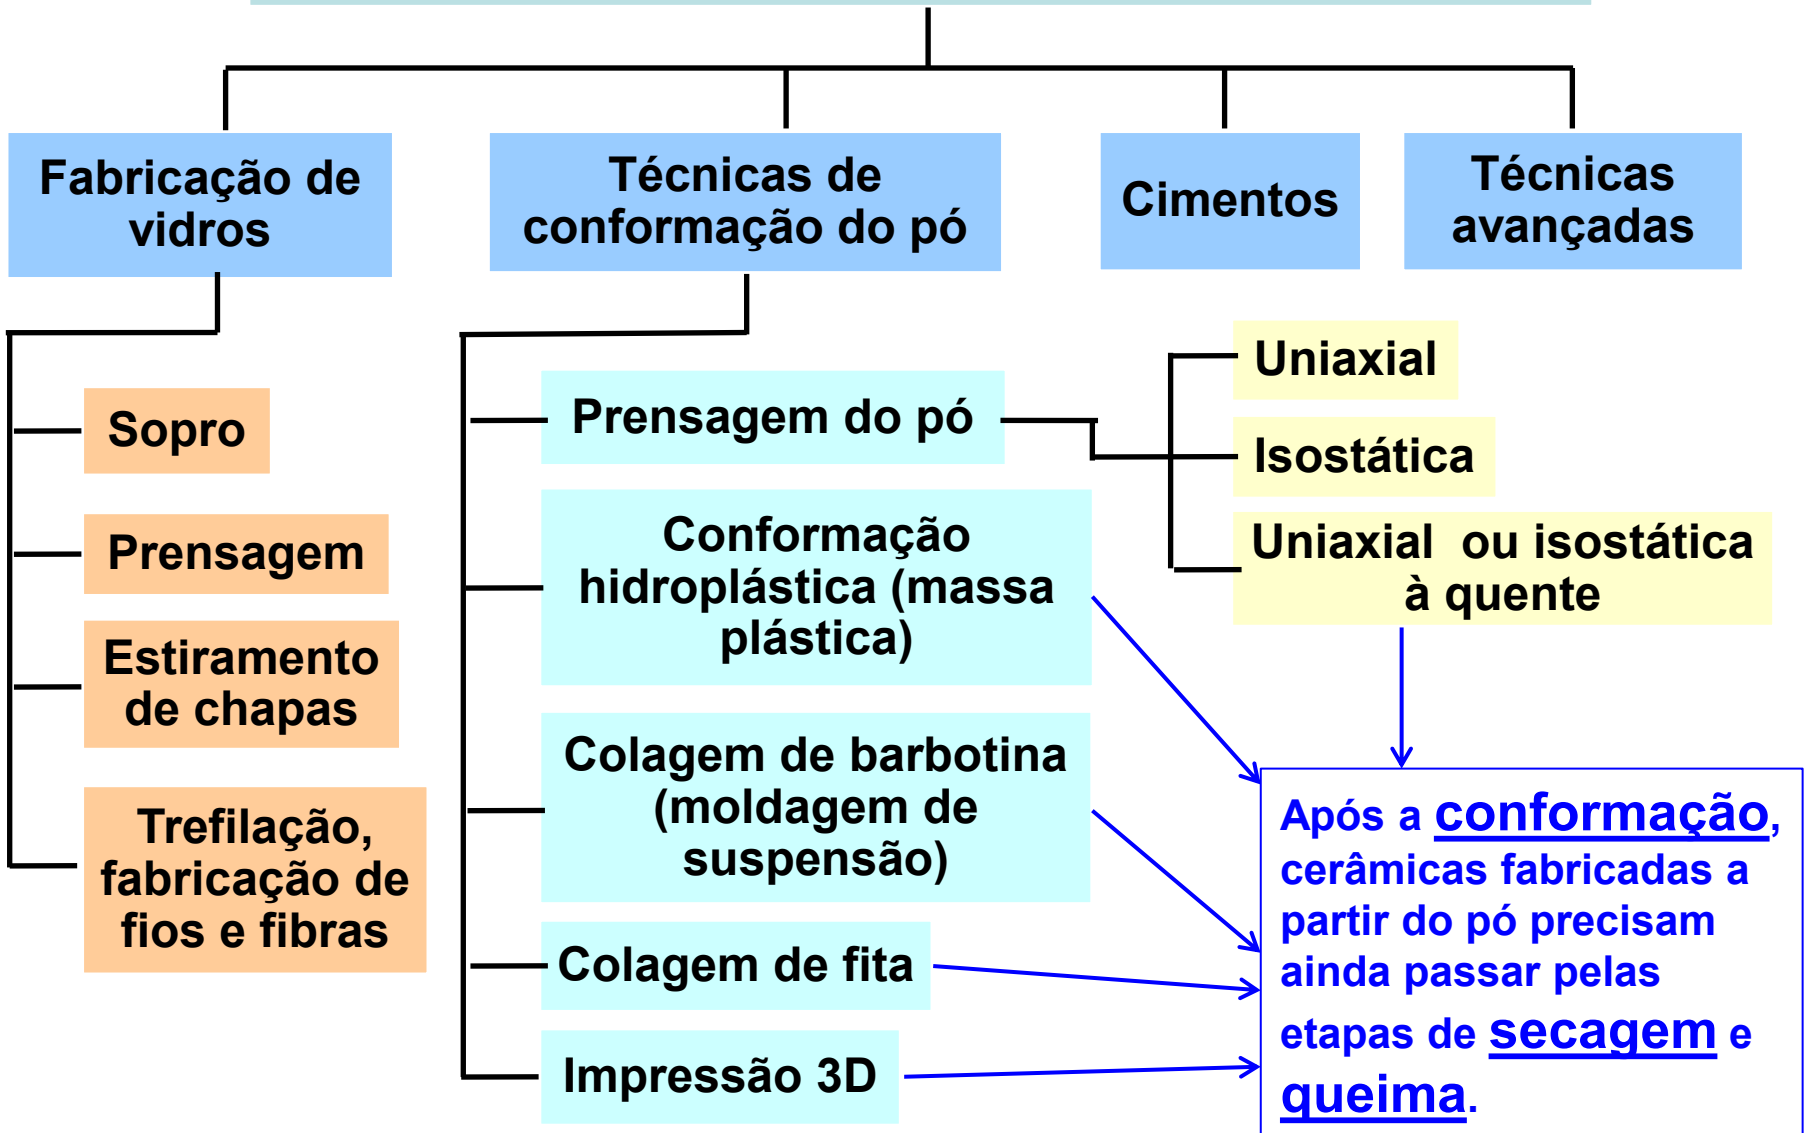 Fabricação de
vidros
Técnicas de
conformação do pó
Cimentos
Técnicas
avançadas
Sopro
Prensagem
Estiramento
de chapas
Trefilação,
fabricação de
fios e fibras
Prensagem do pó
Conformação
hidroplástica (massa
plástica)
Colagem de barbotina
(moldagem de
suspensão)
Colagem de fita
Impressão 3D
Uniaxial
Isostática
Uniaxial ou isostática
à quente
Após a conformação,
cerâmicas fabricadas a
partir do pó precisam
ainda passar pelas
etapas de secagem e
queima.